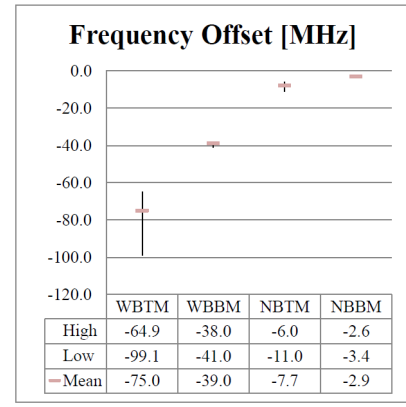 Frequency Offset [MHz]
0.0
-20.0
-40.0
-60.0
-80.0
-100.0
-120.0
WBTM WBBM NBTM NBBM
High -64.9 -38.0 -6.0 -2.6
Low -99.1 -41.0 -11.0 -3.4
Mean -75.0 -39.0 -7.7 -2.9